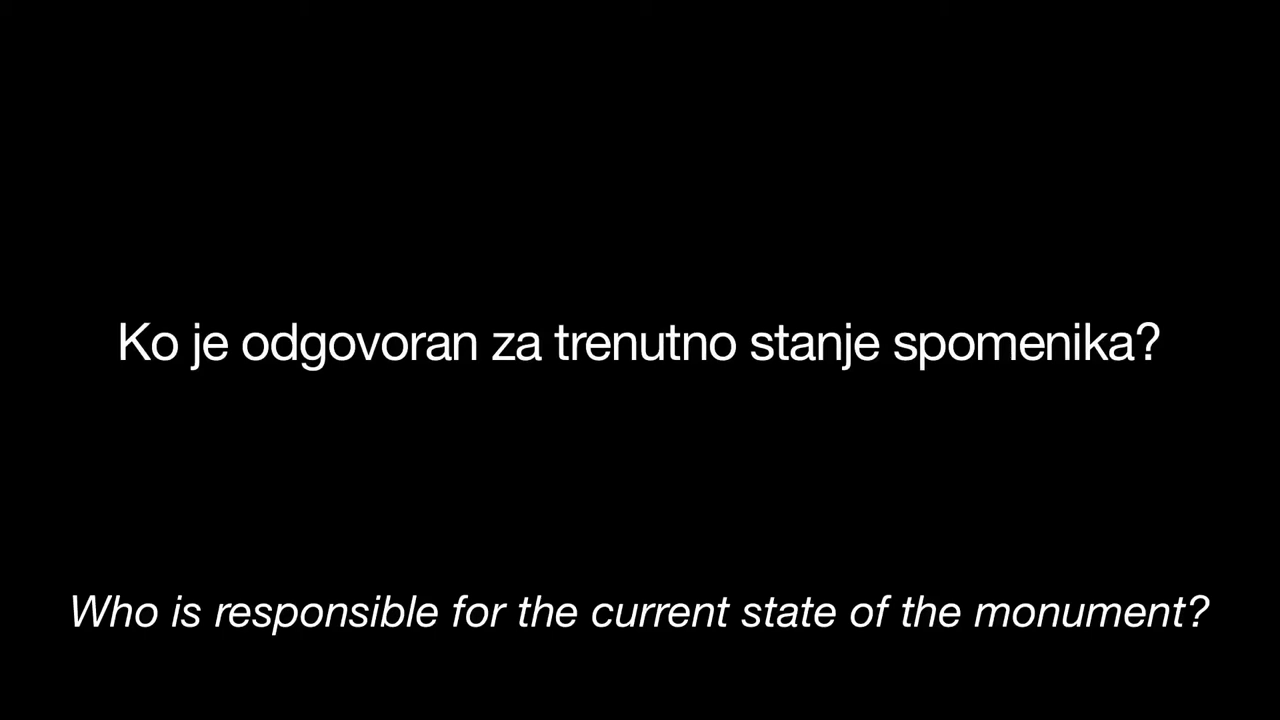 Ko je odgovoran za trenutno stanje spomenika?
Who is responsible for the current state of the monument?